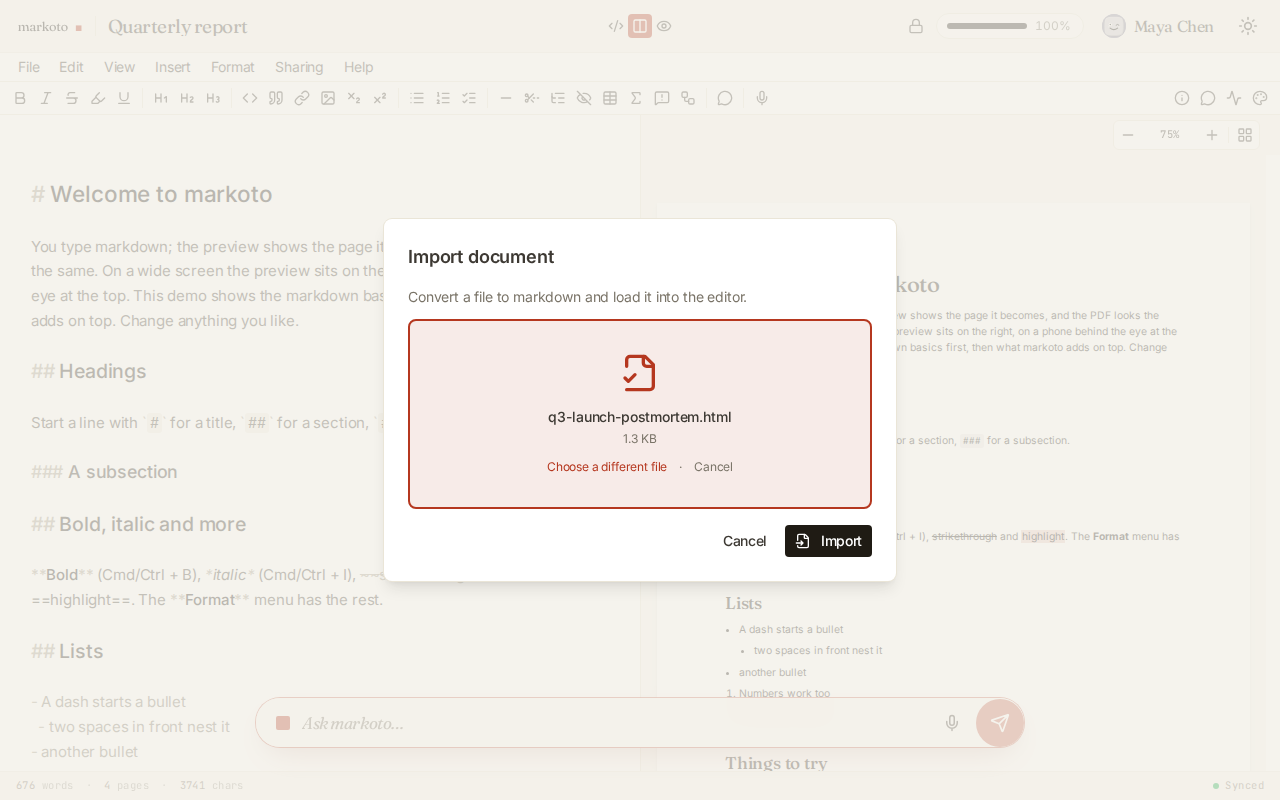 markoto
Quarterly report
100%
Maya Chen
File Edit View Insert Format Sharing Help
H1 H2 H3
75%
# Welcome to markoto
You type markdown; the preview shows the page it
the same. On a wide screen the preview sits on the
eye at the top. This demo shows the markdown bas
adds on top. Change anything you like.
## Headings
Start a line with `#` for a title, `##` for a section, `
### A subsection
## Bold, italic and more
**Bold** (Cmd/Ctrl + B), *italic* (Cmd/Ctrl + I), ~~s
==highlight==. The **Format** menu has the rest.
## Lists
- A dash starts a bullet
- two spaces in front nest it
- another bullet
Import document
Convert a file to markdown and load it into the editor.
q3-launch-postmortem.html
1.3 KB
Choose a different file · Cancel
Cancel Import
koto
w shows the page it becomes, and the PDF looks the
preview sits on the right, on a phone behind the eye at the
wn basics first, then what markoto adds on top. Change
or a section, ### for a subsection.
trl + I), strikethrough and highlight. The Format menu has
Lists
• A dash starts a bullet
• two spaces in front nest it
• another bullet
1. Numbers work too
Things to try
Ask markoto...
676 words · 4 pages · 3741 chars
Synced